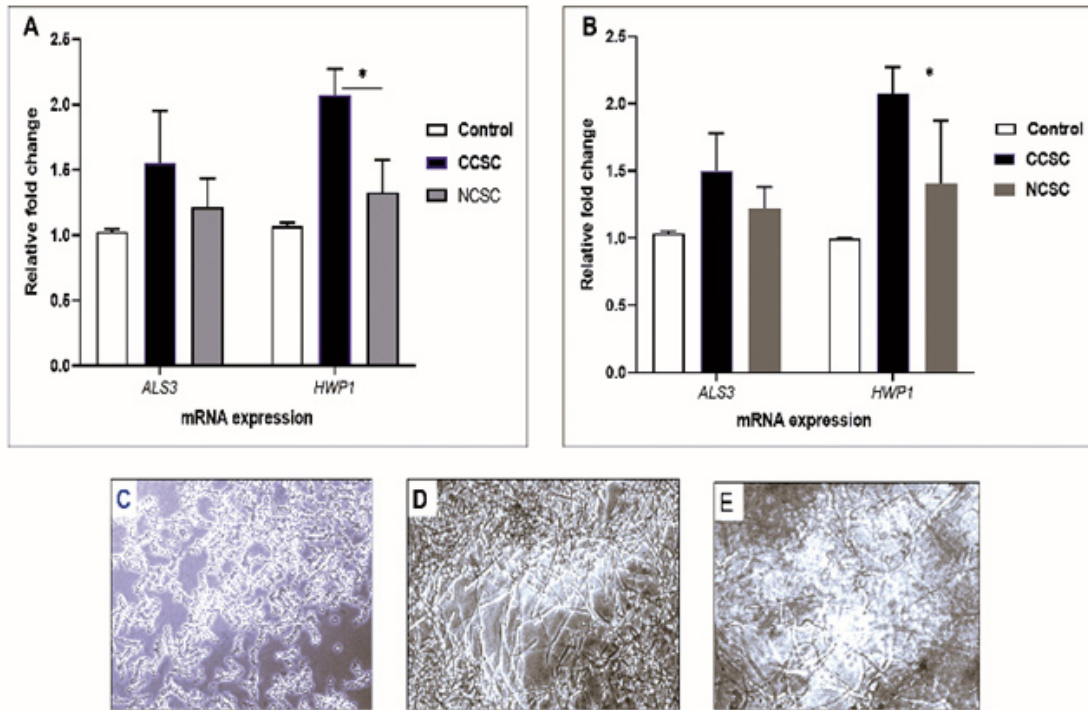 A
Relative fold change
2.5
2.0
1.5
1.0
0.5
0.0
*
Control
CCSC
NCSC
ALS3
HWP1
mRNA expression
B
Relative fold change
2.5
2.0
1.5
1.0
0.5
0.0
*
Control
CCSC
NCSC
ALS3
HWP1
mRNA expression
C
D
E